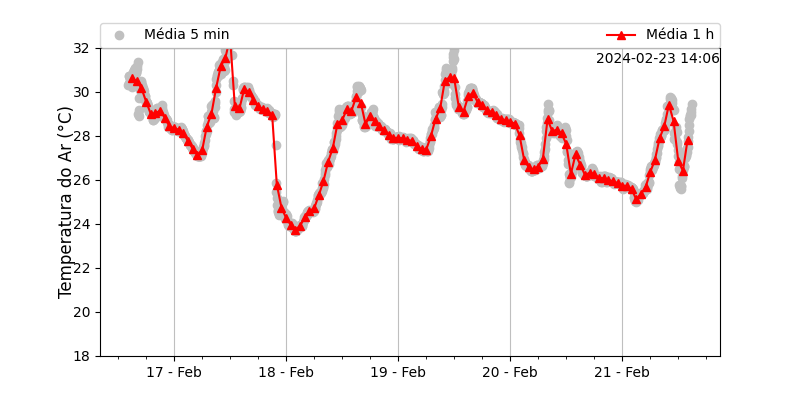 Média 5 min
Média 1 h
2024-02-23 14:06
Temperatura do Ar (°C)
32
30
28
26
24
22
20
18
17 - Feb
18 - Feb
19 - Feb
20 - Feb
21 - Feb